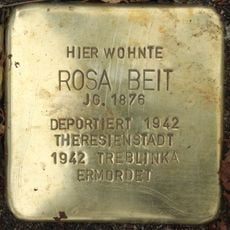 HIER WOHNTE
ROSA BEIT
JG. 1876
DEPORTIERT 1942
THERESIENSTADT
1942 TREBLINKA
ERMORDET